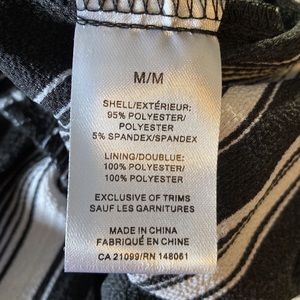 M/M
SHELL/EXTÉRIEUR:
95% POLYESTER/
POLYESTER
5% SPANDEX/SPANDEX
LINING/DOUBLUE:
100% POLYESTER/
100% POLYESTER
EXCLUSIVE OF TRIMS
SAUF LES GARNITURES
MADE IN CHINA
FABRIQUÉ EN CHINE
CA 21099/RN 148061